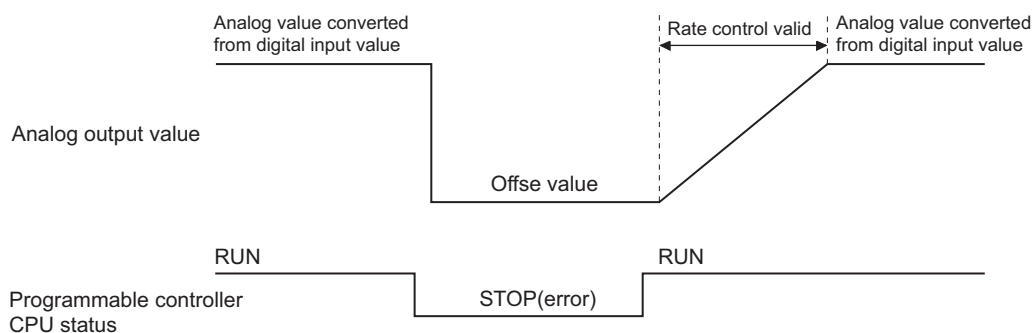 Analog value converted
from digital input value
Rate control valid
Analog value converted
from digital input value
Analog output value
Offse value
RUN
RUN
STOP(error)
Programmable controller
CPU status